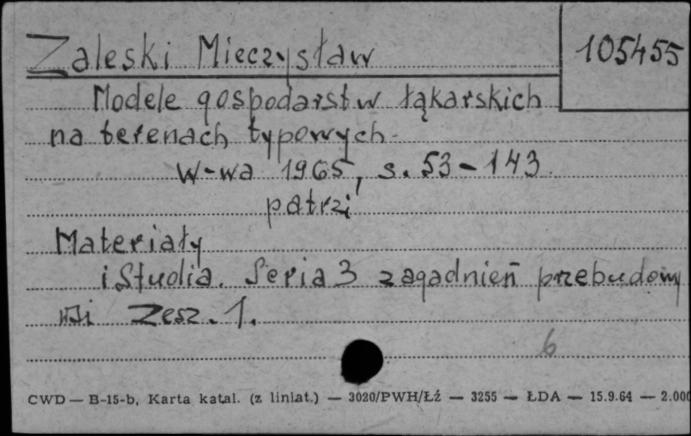 Zaleski Mieczysław
105455
Modele gospodarstw łąkarskich
na terenach typowych.
W-wa 1965, s. 53-143.
patrz:
Materiały
i Studia. Seria 3 zagadnień przebudowy
wsi Zesz. 1.
6
CWD — B-15-b, Karta katal. (z liniat.) — 3020/PWH/Łź — 3255 — ŁDA — 15.9.64 — 2.000